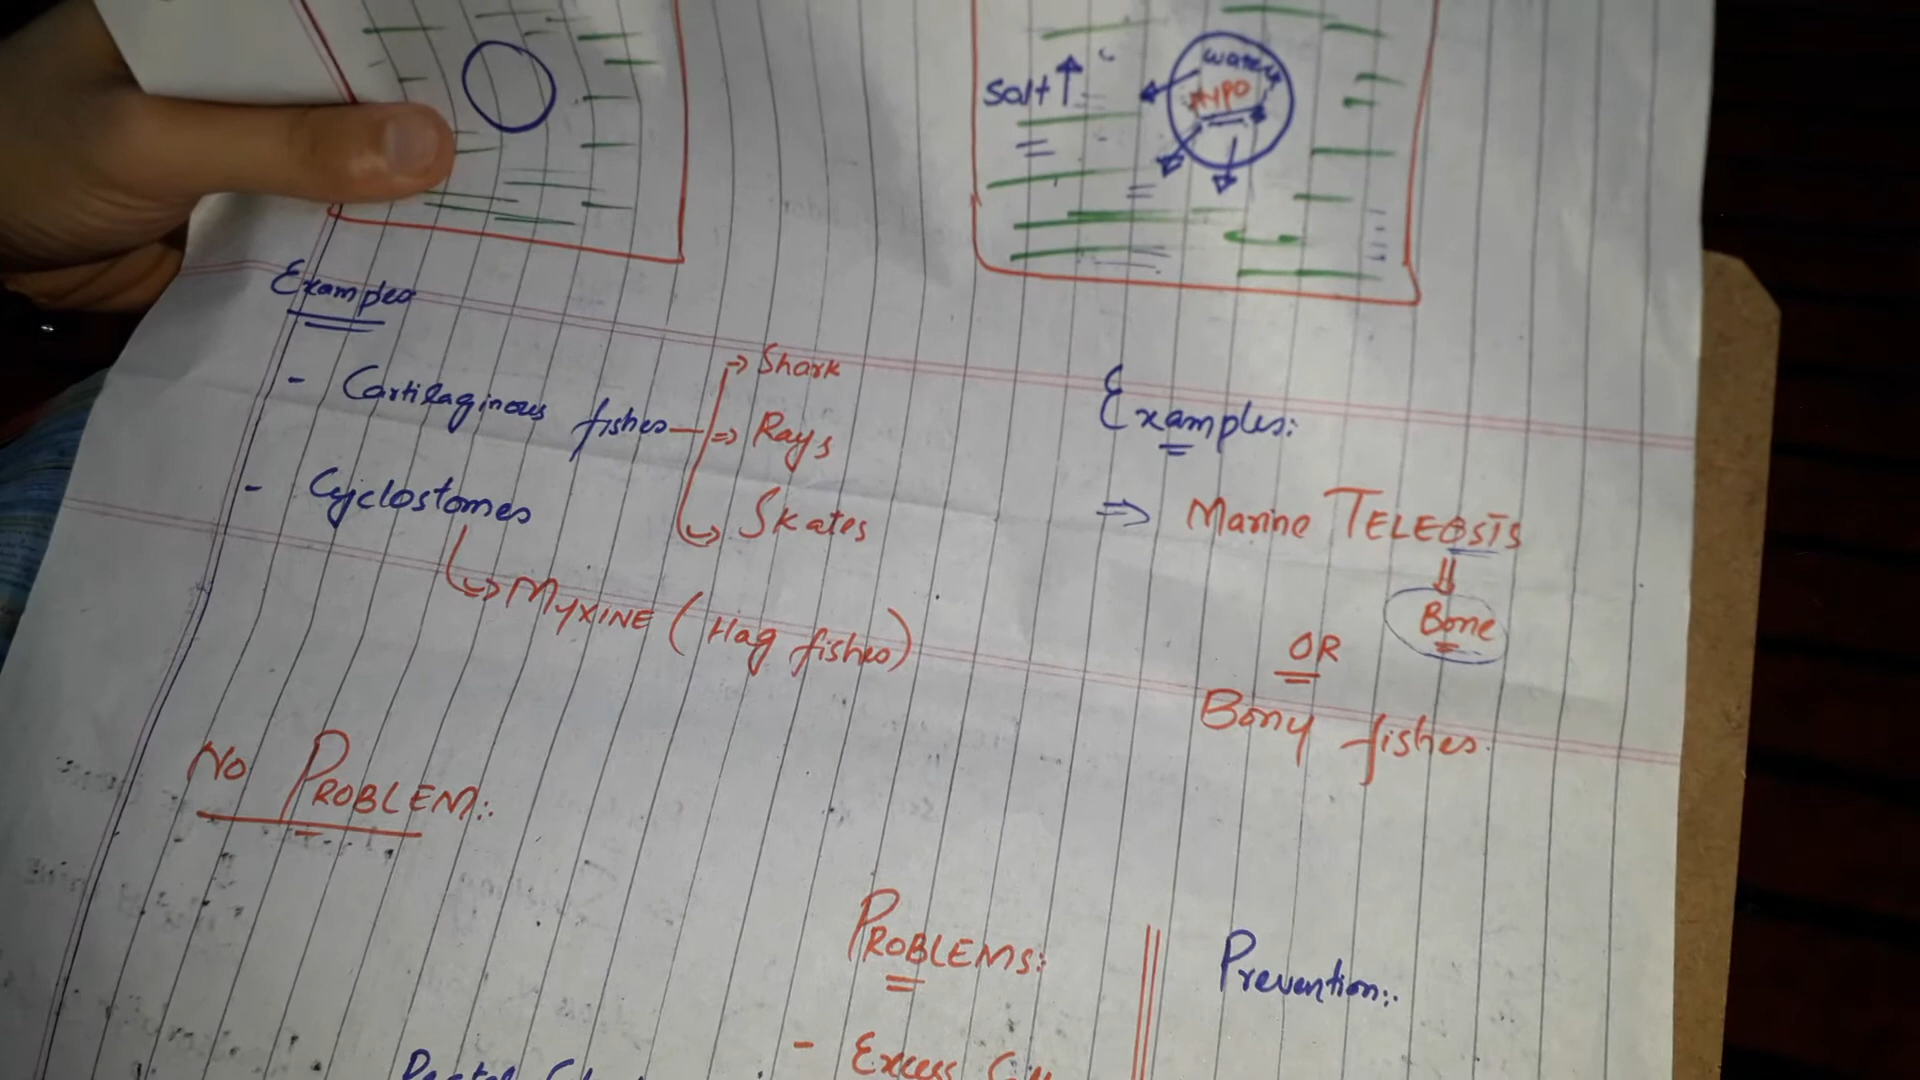 Salt ↑
water
HYPO
Examples
- Cartilaginous fishes
⇒ Shark
⇒ Rays
⇒ Skates
- Cyclostomes
⇒ MYXINE (Hag fishes)
Examples:
⇒ Marine TELEOSTS
⇓
Bone
OR
Bony fishes.
NO PROBLEM:.
PROBLEMS:
- Excess
Prevention:.